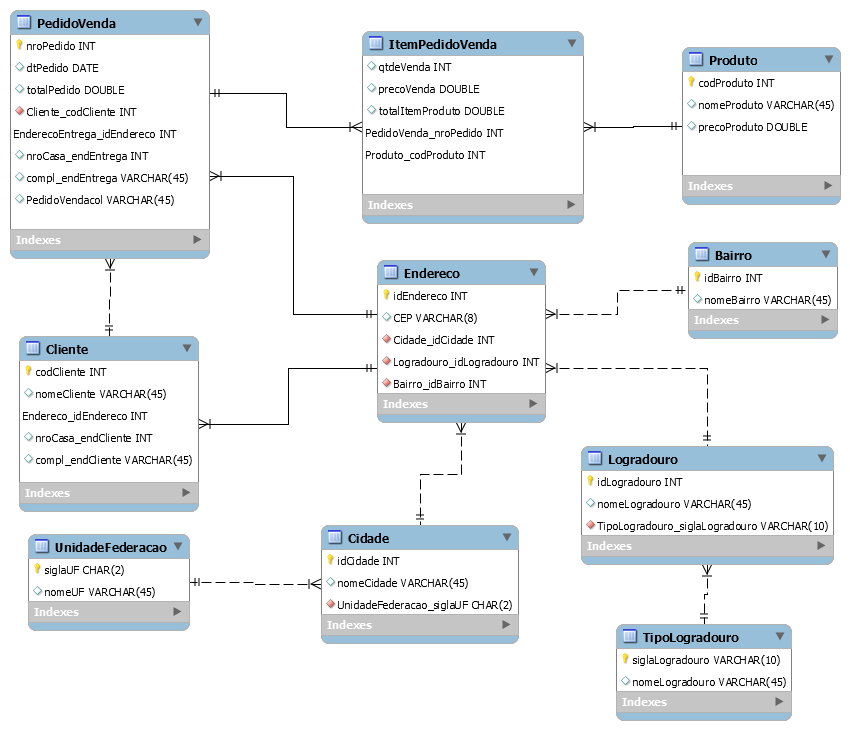 PedidoVenda
nroPedido INT
dtPedido DATE
totalPedido DOUBLE
Cliente_codCliente INT
EnderecoEntrega_idEndereco INT
nroCasa_endEntrega INT
compl_endEntrega VARCHAR(45)
PedidoVendacol VARCHAR(45)
Indexes
ItemPedidoVenda
qtdeVenda INT
precoVenda DOUBLE
totalItemProduto DOUBLE
PedidoVenda_nroPedido INT
Produto_codProduto INT
Indexes
Produto
codProduto INT
nomeProduto VARCHAR(45)
precoProduto DOUBLE
Indexes
Endereco
idEndereco INT
CEP VARCHAR(8)
Cidade_idCidade INT
Logradouro_idLogradouro INT
Bairro_idBairro INT
Indexes
Bairro
idBairro INT
nomeBairro VARCHAR(45)
Indexes
Cliente
codCliente INT
nomeCliente VARCHAR(45)
Endereco_idEndereco INT
nroCasa_endCliente INT
compl_endCliente VARCHAR(45)
Indexes
Logradouro
idLogradouro INT
nomeLogradouro VARCHAR(45)
TipoLogradouro_siglaLogradouro VARCHAR(10)
Indexes
UnidadeFederacao
siglaUF CHAR(2)
nomeUF VARCHAR(45)
Indexes
Cidade
idCidade INT
nomeCidade VARCHAR(45)
UnidadeFederacao_siglaUF CHAR(2)
Indexes
TipoLogradouro
siglaLogradouro VARCHAR(10)
nomeLogradouro VARCHAR(45)
Indexes